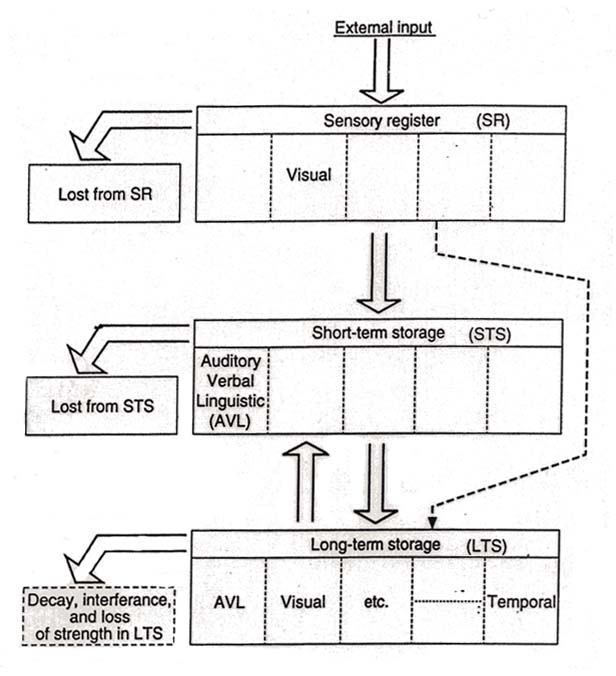 External input
Sensory register (SR)
Visual
Lost from SR
Short-term storage (STS)
Auditory
Verbal
Linguistic
(AVL)
Lost from STS
Long-term storage (LTS)
AVL
Visual
etc.
Temporal
Decay, interferance,
and loss
of strength in LTS